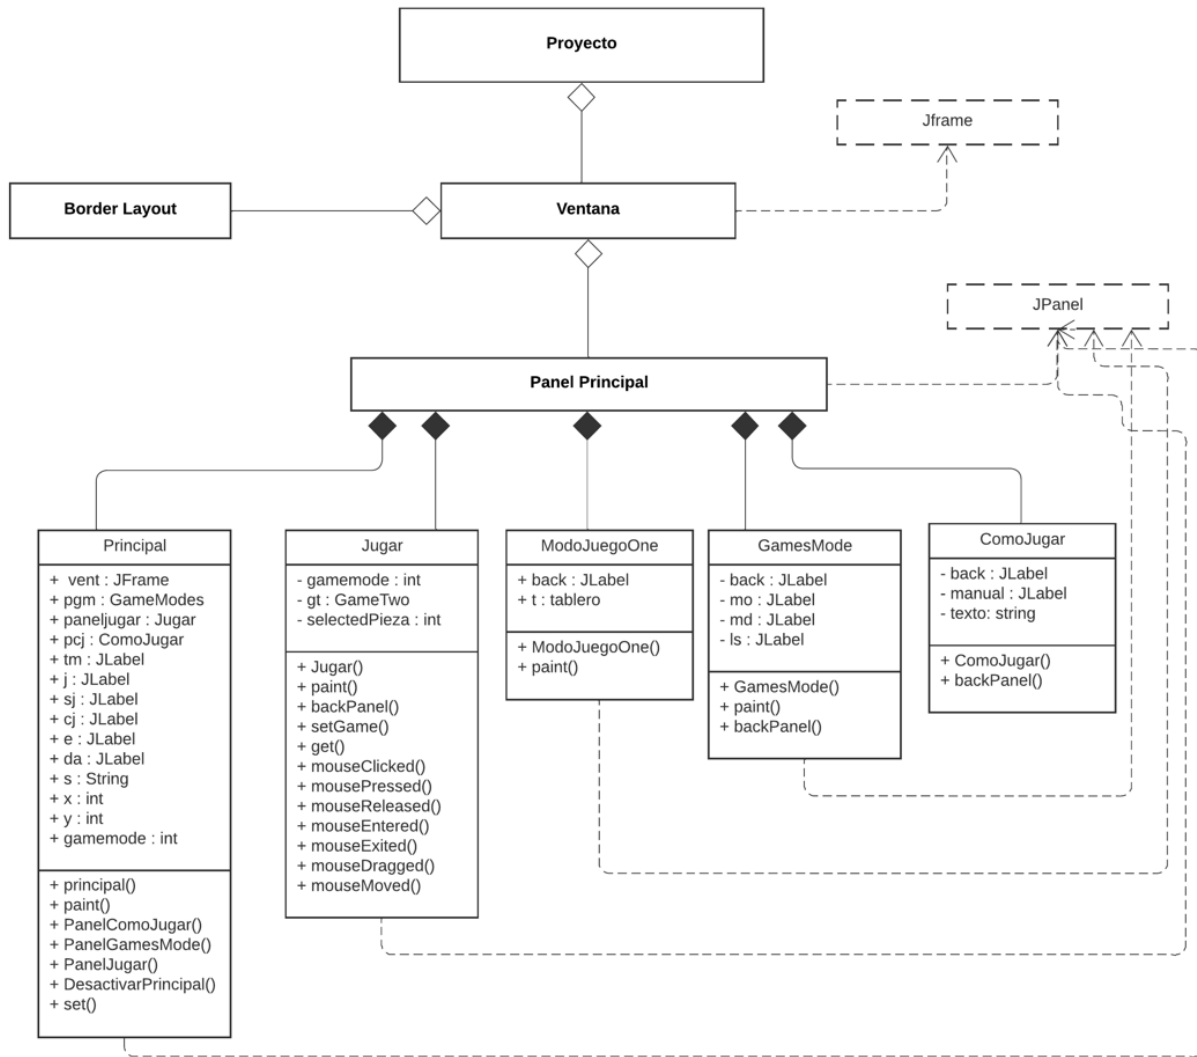 Proyecto
Jframe
Border Layout
Ventana
JPanel
Panel Principal
Principal
+ vent : JFrame
+ pgm : GameModes
+ paneljugar : Jugar
+ pcj : ComoJugar
+ tm : JLabel
+ j : JLabel
+ sj : JLabel
+ cj : JLabel
+ e : JLabel
+ da : JLabel
+ s : String
+ x : int
+ y : int
+ gamemode : int
+ principal()
+ paint()
+ PanelComoJugar()
+ PanelGamesMode()
+ PanelJugar()
+ DesactivarPrincipal()
+ set()
Jugar
- gamemode : int
- gt : GameTwo
- selectedPieza : int
+ Jugar()
+ paint()
+ backPanel()
+ setGame()
+ get()
+ mouseClicked()
+ mousePressed()
+ mouseReleased()
+ mouseEntered()
+ mouseExited()
+ mouseDragged()
+ mouseMoved()
ModoJuegoOne
+ back : JLabel
+ t : tablero
+ ModoJuegoOne()
+ paint()
GamesMode
- back : JLabel
- mo : JLabel
- md : JLabel
- ls : JLabel
+ GamesMode()
+ paint()
+ backPanel()
ComoJugar
- back : JLabel
- manual : JLabel
- texto: string
+ ComoJugar()
+ backPanel()